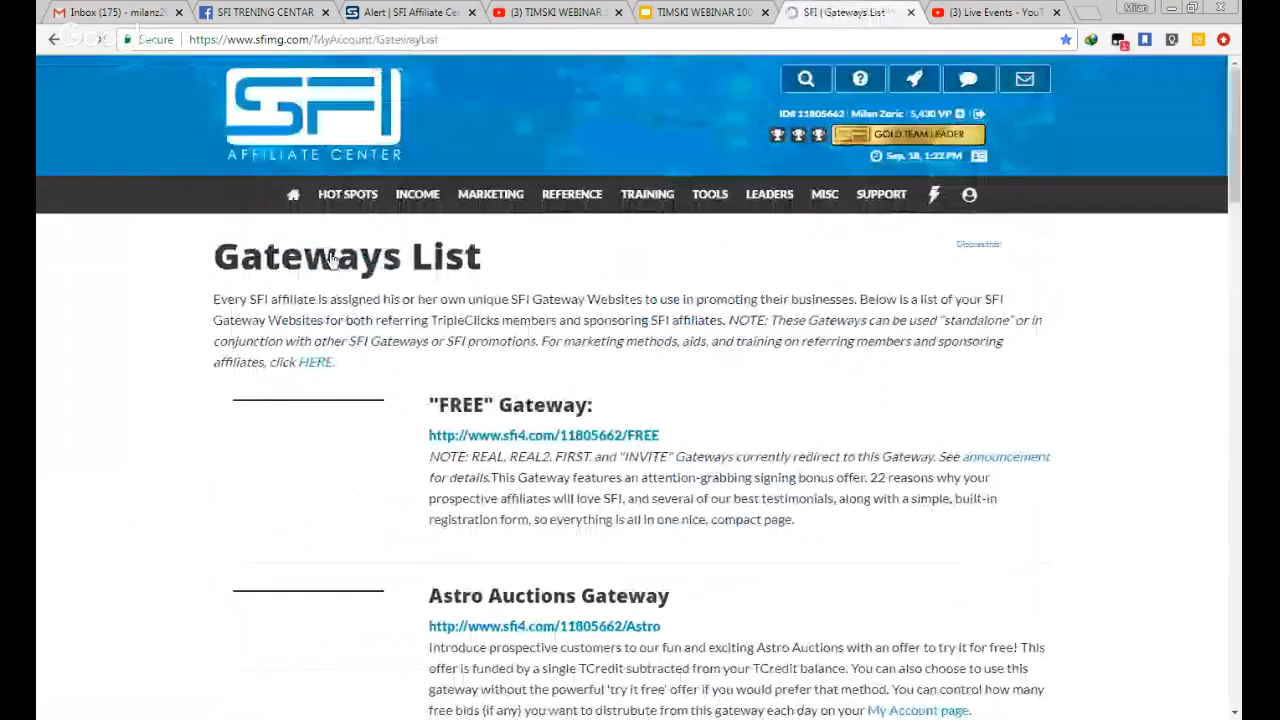 Inbox (175) - milanz2
SFI TRENING CENTAR
Alert | SFI Affiliate Ce
(3) TIMSKI WEBINAR 1
TIMSKI WEBINAR 100
SFI | Gateways List
(3) Live Events - YouT
Milan
Secure
https://www.sfimg.com/MyAccount/GatewayList
SFI
AFFILIATE CENTER
ID# 11805662 | Milan Zoric | 5,430 VP
GOLD TEAM LEADER
Sep. 18, 1:22 PM
HOT SPOTS
INCOME
MARKETING
REFERENCE
TRAINING
TOOLS
LEADERS
MISC
SUPPORT
Gateways List
Every SFI affiliate is assigned his or her own unique SFI Gateway Websites to use in promoting their businesses. Below is a list of your SFI
Gateway Websites for both referring TripleClicks members and sponsoring SFI affiliates. NOTE: These Gateways can be used "standalone" or in
conjunction with other SFI Gateways or SFI promotions. For marketing methods, aids, and training on referring members and sponsoring
affiliates, click HERE.
"FREE" Gateway:
http://www.sfi4.com/11805662/FREE
NOTE: REAL, REAL2, FIRST, and "INVITE" Gateways currently redirect to this Gateway. See announcement
for details.This Gateway features an attention-grabbing signing bonus offer, 22 reasons why your
prospective affiliates will love SFI, and several of our best testimonials, along with a simple, built-in
registration form, so everything is all in one nice, compact page.
Astro Auctions Gateway
http://www.sfi4.com/11805662/Astro
Introduce prospective customers to our fun and exciting Astro Auctions with an offer to try it for free! This
offer is funded by a single TCredit subtracted from your TCredit balance. You can also choose to use this
gateway without the powerful 'try it free' offer if you would prefer that method. You can control how many
free bids (if any) you want to distrubute from this gateway each day on your My Account page.